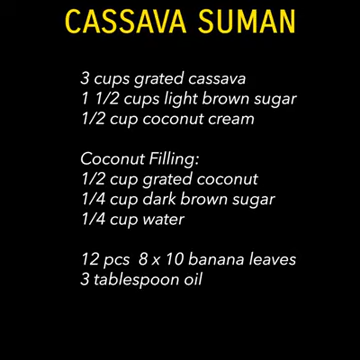 CASSAVA SUMAN
3 cups grated cassava
1 1/2 cups light brown sugar
1/2 cup coconut cream
Coconut Filling:
1/2 cup grated coconut
1/4 cup dark brown sugar
1/4 cup water
12 pcs 8 x 10 banana leaves
3 tablespoon oil